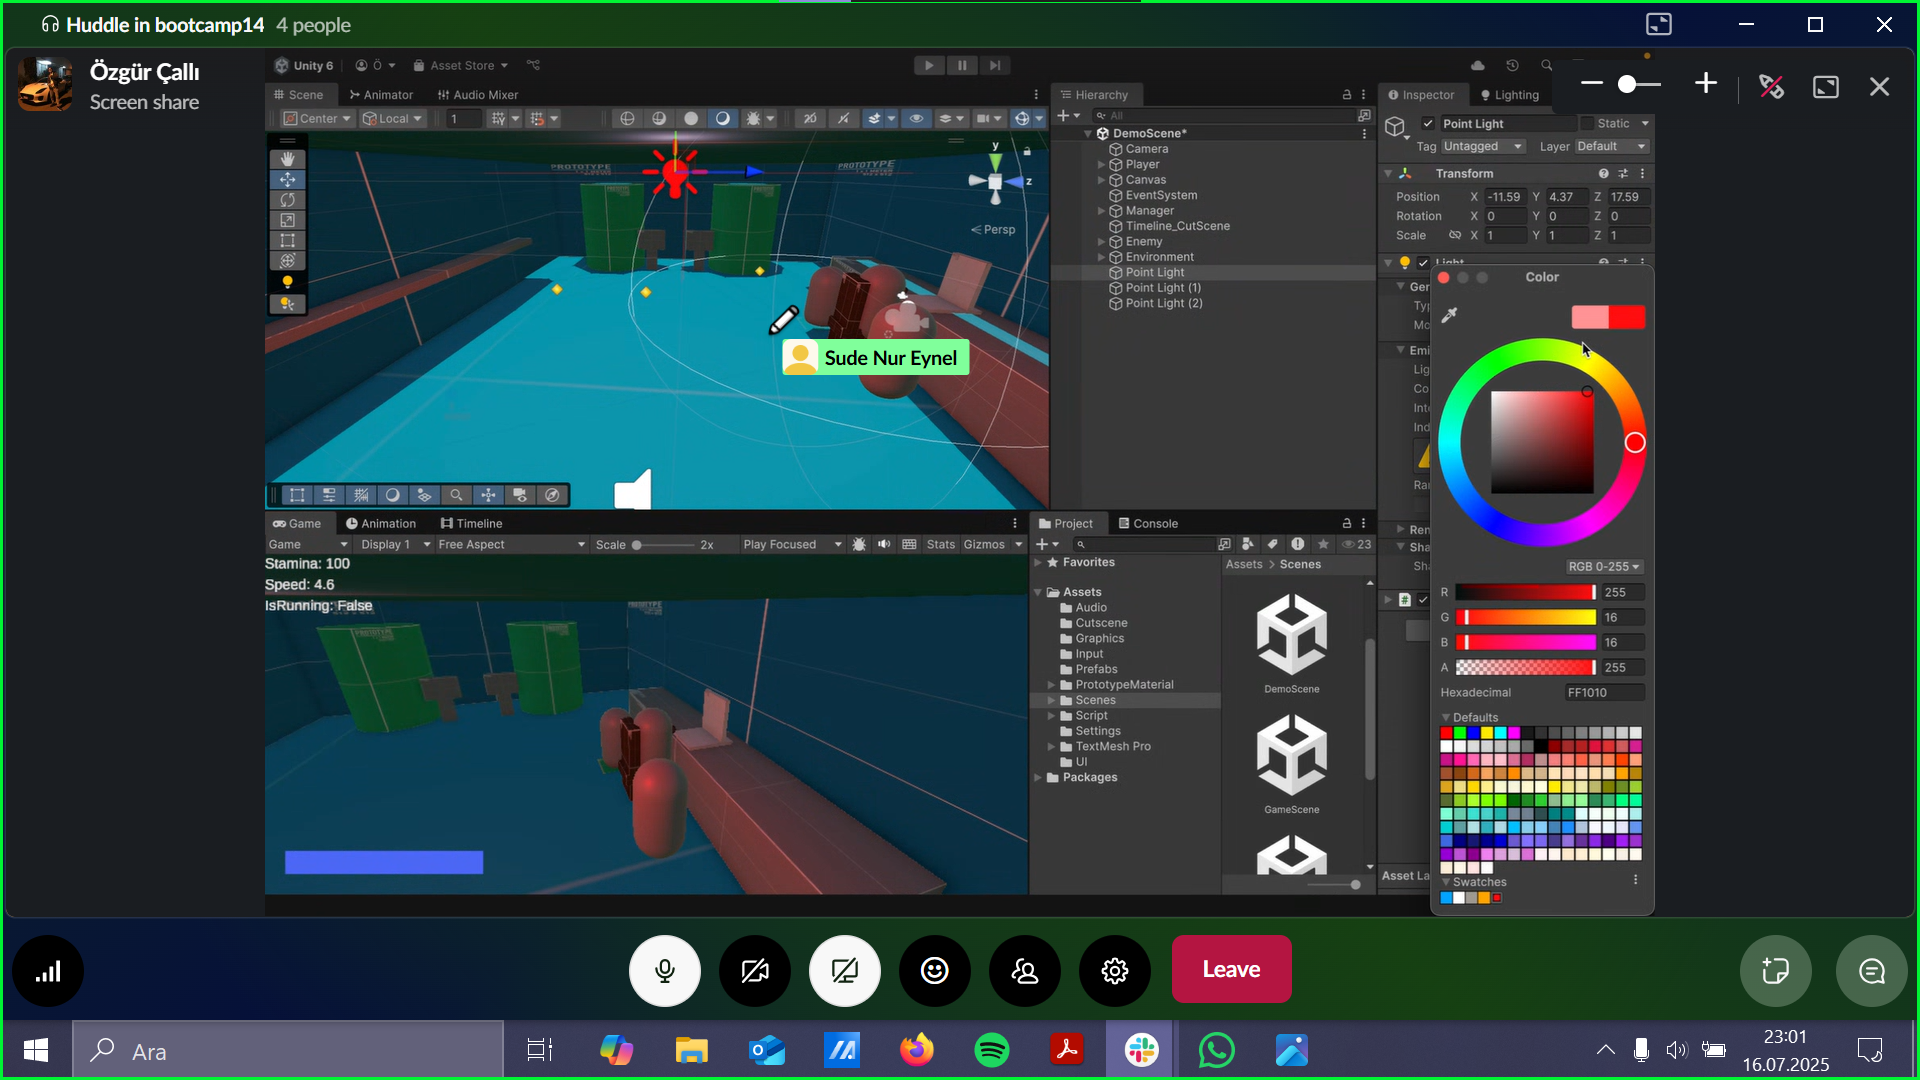 Huddle in bootcamp14 4 people
Özgür Çallı
Screen share
Unity 6 Ö Asset Store
Scene Animator Audio Mixer
Center Local 1
PROTOTYPE PROTOTYPE
y
z
Persp
Sude Nur Eynel
Hierarchy
All
DemoScene*
Camera
Player
Canvas
EventSystem
Manager
Timeline_CutScene
Enemy
Environment
Point Light
Point Light (1)
Point Light (2)
Inspector Lighting
Point Light Static
Tag Untagged Layer Default
Transform
Position X -11.59 Y 4.37 Z 17.59
Rotation X 0 Y 0 Z 0
Scale X 1 Y 1 Z 1
Light
Color
RGB 0-255
R 255
G 16
B 16
A 255
Hexadecimal FF1010
Defaults
Swatches
Game Animation Timeline
Game Display 1 Free Aspect Scale 2x Play Focused Stats Gizmos
Stamina: 100
Speed: 4.6
IsRunning: False
Project Console
23
Favorites
Assets
Audio
Cutscene
Graphics
Input
Prefabs
PrototypeMaterial
Scenes
Script
Settings
TextMesh Pro
UI
Packages
Assets > Scenes
DemoScene
GameScene
Asset La
Leave
Ara
23:01
16.07.2025